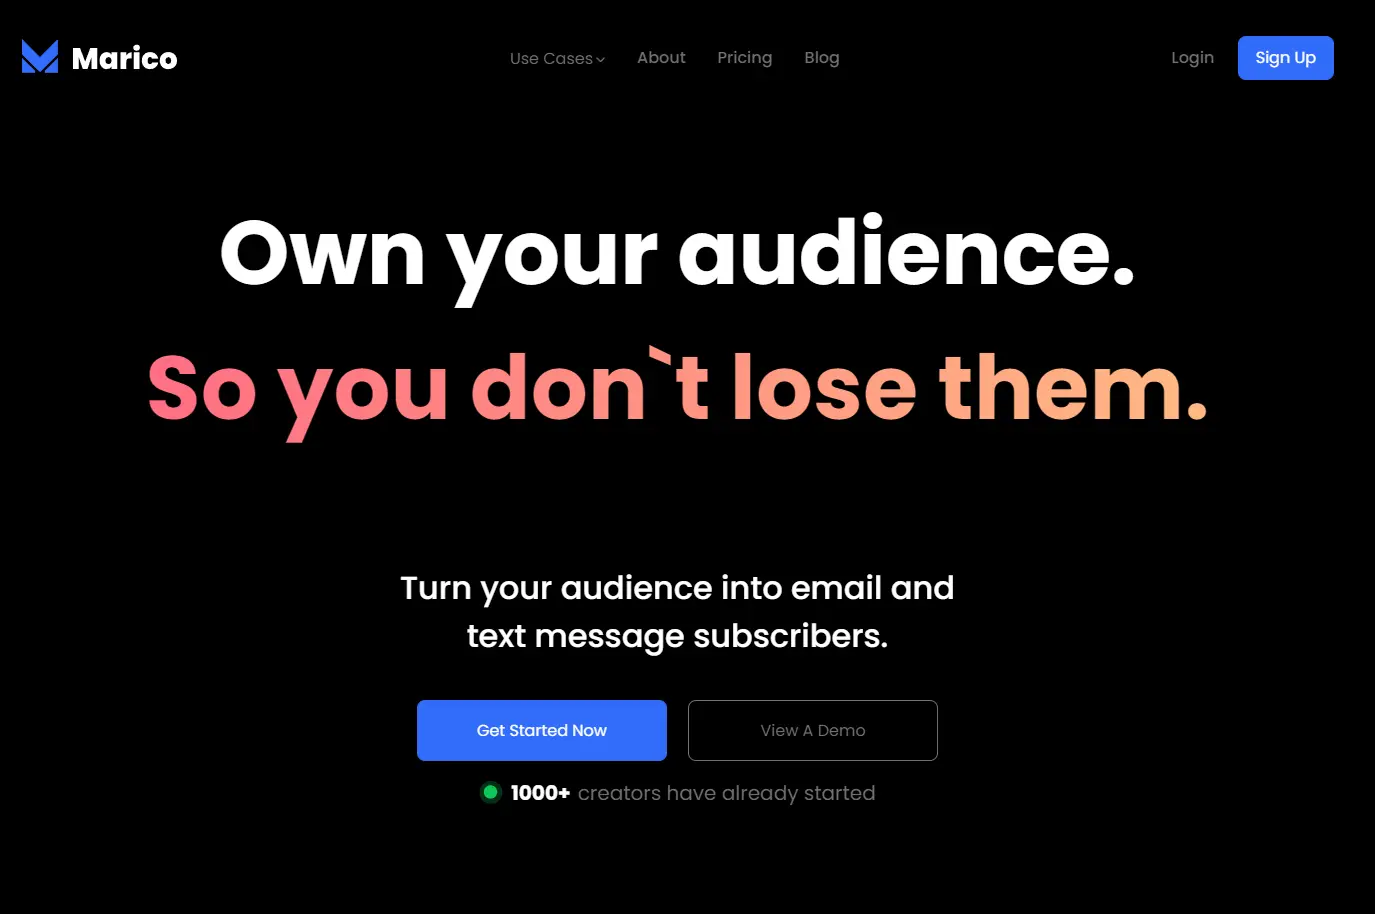 Marico
Use Cases
About
Pricing
Blog
Login
Sign Up
Own your audience.
So you don`t lose them.
Turn your audience into email and
text message subscribers.
Get Started Now
View A Demo
1000+ creators have already started